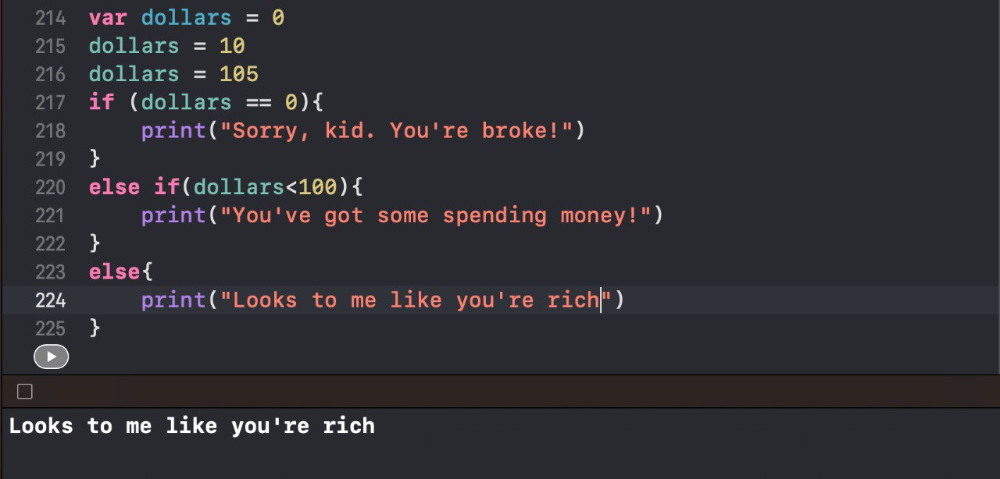 214 var dollars = 0
215 dollars = 10
216 dollars = 105
217 if (dollars == 0){
218     print("Sorry, kid. You're broke!")
219 }
220 else if(dollars<100){
221     print("You've got some spending money!")
222 }
223 else{
224     print("Looks to me like you're rich")
225 }
Looks to me like you're rich